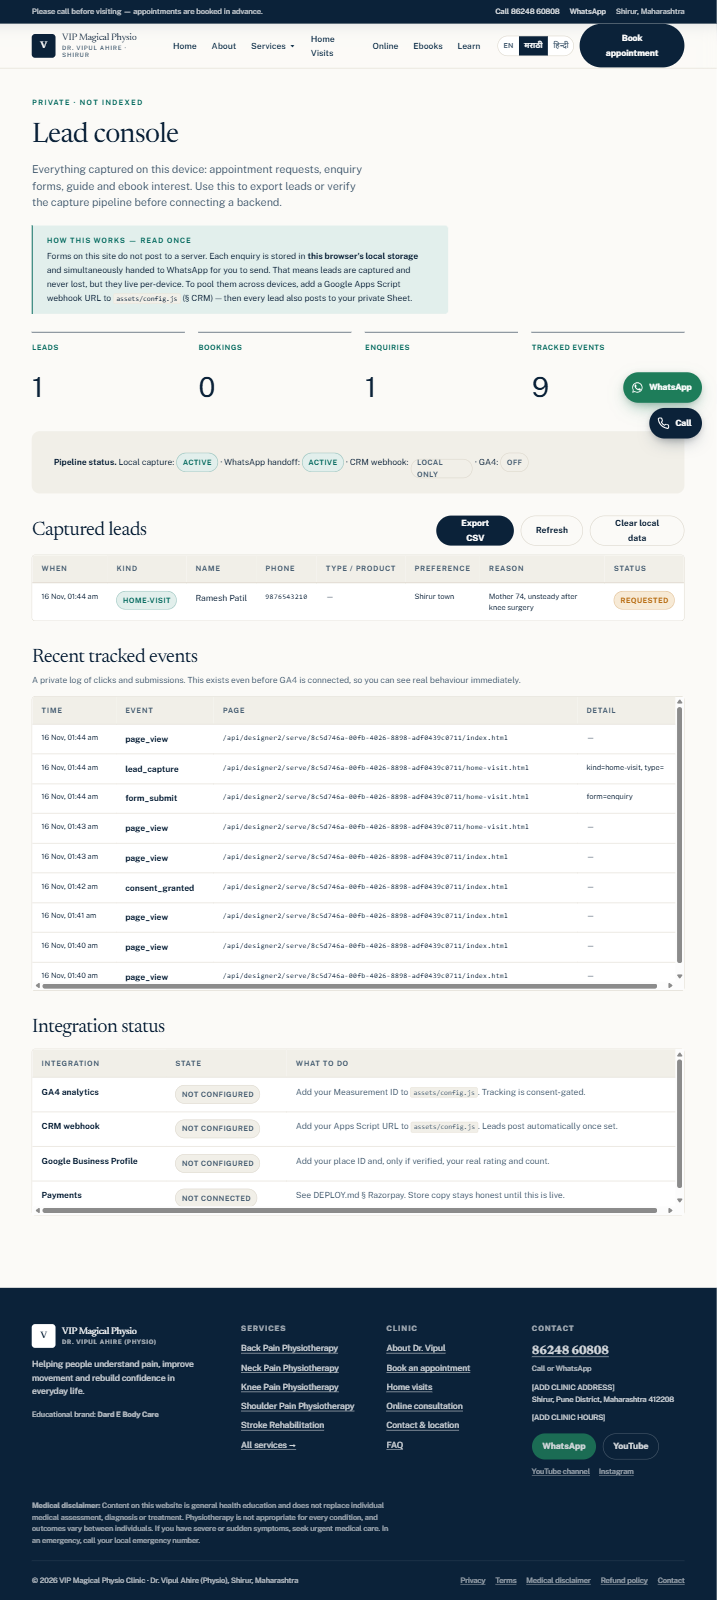 Please call before visiting — appointments are booked in advance.
Call 86248 60808 WhatsApp Shirur, Maharashtra
V
VIP Magical Physio
DR. VIPUL AHIRE · SHIRUR
Home About Services Home Visits Online Ebooks Learn
EN मराठी हिन्दी
Book appointment
PRIVATE · NOT INDEXED
Lead console
Everything captured on this device: appointment requests, enquiry
forms, guide and ebook interest. Use this to export leads or verify
the capture pipeline before connecting a backend.
HOW THIS WORKS — READ ONCE
Forms on this site do not post to a server. Each enquiry is stored in this browser's local storage
and simultaneously handed to WhatsApp for you to send. That means leads are captured and
never lost, but they live per-device. To pool them across devices, add a Google Apps Script
webhook URL to assets/config.js (§ CRM) — then every lead also posts to your private Sheet.
LEADS BOOKINGS ENQUIRIES TRACKED EVENTS
1 0 1 9
WhatsApp
Call
Pipeline status. Local capture: ACTIVE · WhatsApp handoff: ACTIVE · CRM webhook: LOCAL ONLY · GA4: OFF
Captured leads
Export CSV
Refresh
Clear local data
WHEN KIND NAME PHONE TYPE / PRODUCT PREFERENCE REASON STATUS
16 Nov, 01:44 am HOME-VISIT Ramesh Patil 9876543210 — Shirur town Mother 74, unsteady after knee surgery REQUESTED
Recent tracked events
A private log of clicks and submissions. This exists even before GA4 is connected, so you can see real behaviour immediately.
TIME EVENT PAGE DETAIL
16 Nov, 01:44 am page_view /api/designer2/serve/8c5d746a-00fb-4026-8898-adf0439c0711/index.html —
16 Nov, 01:44 am lead_capture /api/designer2/serve/8c5d746a-00fb-4026-8898-adf0439c0711/home-visit.html kind=home-visit, type=
16 Nov, 01:44 am form_submit /api/designer2/serve/8c5d746a-00fb-4026-8898-adf0439c0711/home-visit.html form=enquiry
16 Nov, 01:43 am page_view /api/designer2/serve/8c5d746a-00fb-4026-8898-adf0439c0711/home-visit.html —
16 Nov, 01:43 am page_view /api/designer2/serve/8c5d746a-00fb-4026-8898-adf0439c0711/index.html —
16 Nov, 01:42 am consent_granted /api/designer2/serve/8c5d746a-00fb-4026-8898-adf0439c0711/index.html —
16 Nov, 01:41 am page_view /api/designer2/serve/8c5d746a-00fb-4026-8898-adf0439c0711/index.html —
16 Nov, 01:40 am page_view /api/designer2/serve/8c5d746a-00fb-4026-8898-adf0439c0711/index.html —
16 Nov, 01:40 am page_view /api/designer2/serve/8c5d746a-00fb-4026-8898-adf0439c0711/index.html —
Integration status
INTEGRATION STATE WHAT TO DO
GA4 analytics NOT CONFIGURED Add your Measurement ID to assets/config.js. Tracking is consent-gated.
CRM webhook NOT CONFIGURED Add your Apps Script URL to assets/config.js. Leads post automatically once set.
Google Business Profile NOT CONFIGURED Add your place ID and, only if verified, your real rating and count.
Payments NOT CONNECTED See DEPLOY.md § Razorpay. Store copy stays honest until this is live.
V
VIP Magical Physio
DR. VIPUL AHIRE (PHYSIO)
Helping people understand pain, improve
movement and rebuild confidence in
everyday life.
Educational brand: Dard E Body Care
SERVICES
Back Pain Physiotherapy
Neck Pain Physiotherapy
Knee Pain Physiotherapy
Shoulder Pain Physiotherapy
Stroke Rehabilitation
All services →
CLINIC
About Dr. Vipul
Book an appointment
Home visits
Online consultation
Contact & location
FAQ
CONTACT
86248 60808
Call or WhatsApp
[ADD CLINIC ADDRESS]
Shirur, Pune District, Maharashtra 412208
[ADD CLINIC HOURS]
WhatsApp YouTube
YouTube channel Instagram
Medical disclaimer: Content on this website is general health education and does not replace individual
medical assessment, diagnosis or treatment. Physiotherapy is not appropriate for every condition, and
outcomes vary between individuals. If you have severe or sudden symptoms, seek urgent medical care. In
an emergency, call your local emergency number.
© 2026 VIP Magical Physio Clinic · Dr. Vipul Ahire (Physio), Shirur, Maharashtra
Privacy Terms Medical disclaimer Refund policy Contact